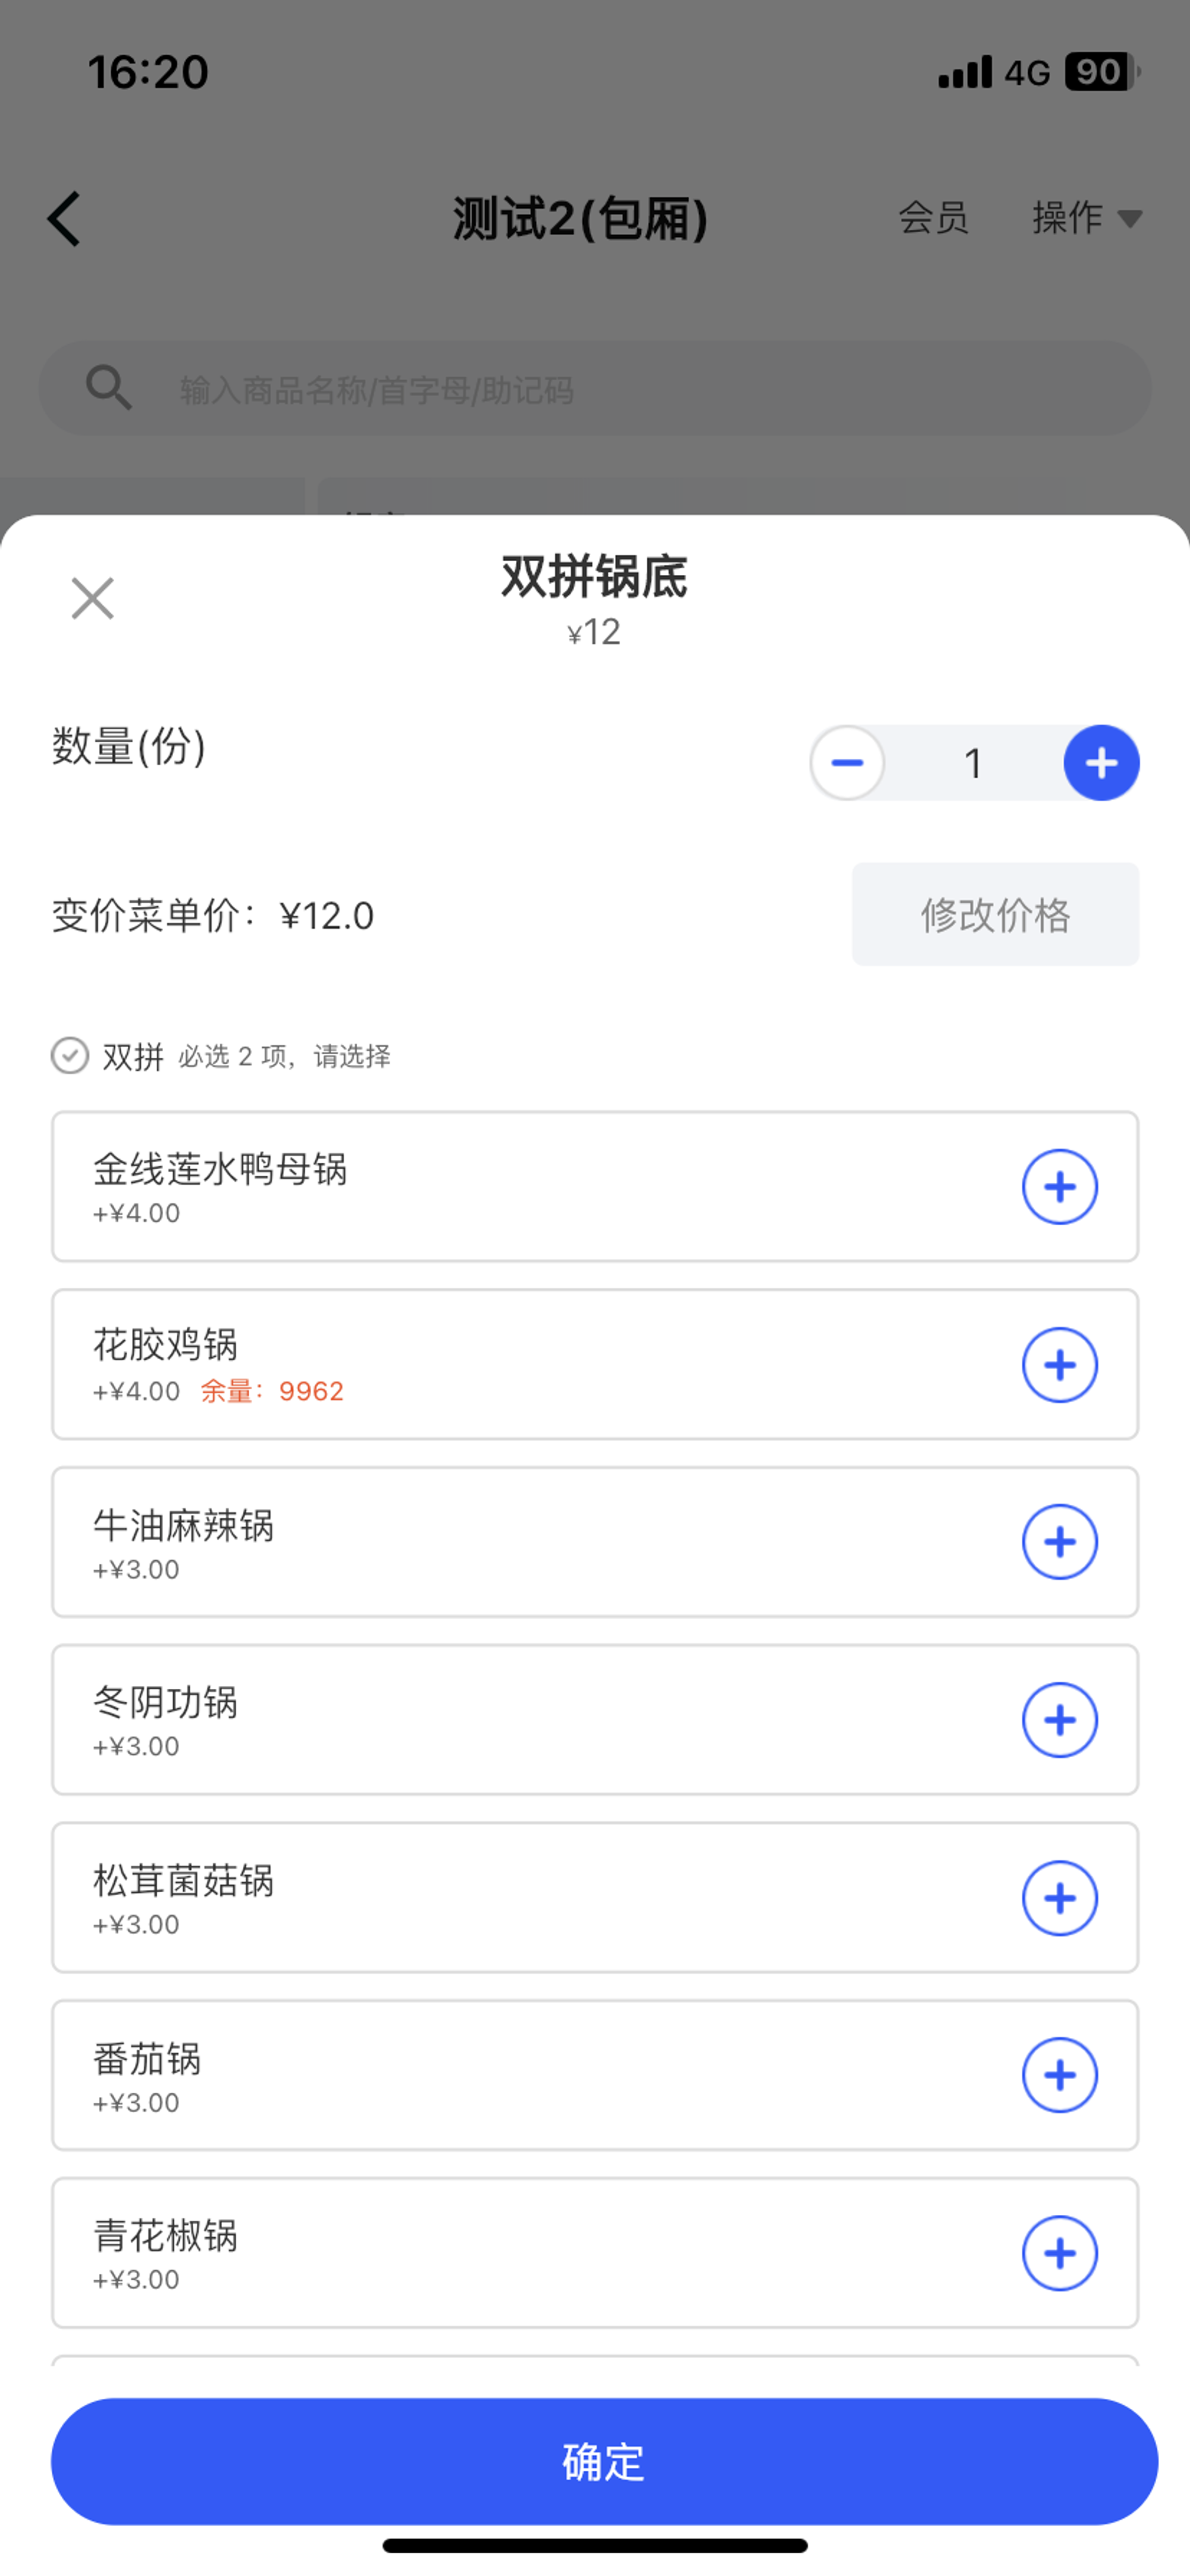 16:20
4G 90
测试2(包厢)
会员
操作
输入商品名称/首字母/助记码
双拼锅底
¥12
数量(份)
1
变价菜单价：¥12.0
修改价格
双拼 必选 2 项，请选择
金线莲水鸭母锅
+¥4.00
花胶鸡锅
+¥4.00 余量：9962
牛油麻辣锅
+¥3.00
冬阴功锅
+¥3.00
松茸菌菇锅
+¥3.00
番茄锅
+¥3.00
青花椒锅
+¥3.00
确定